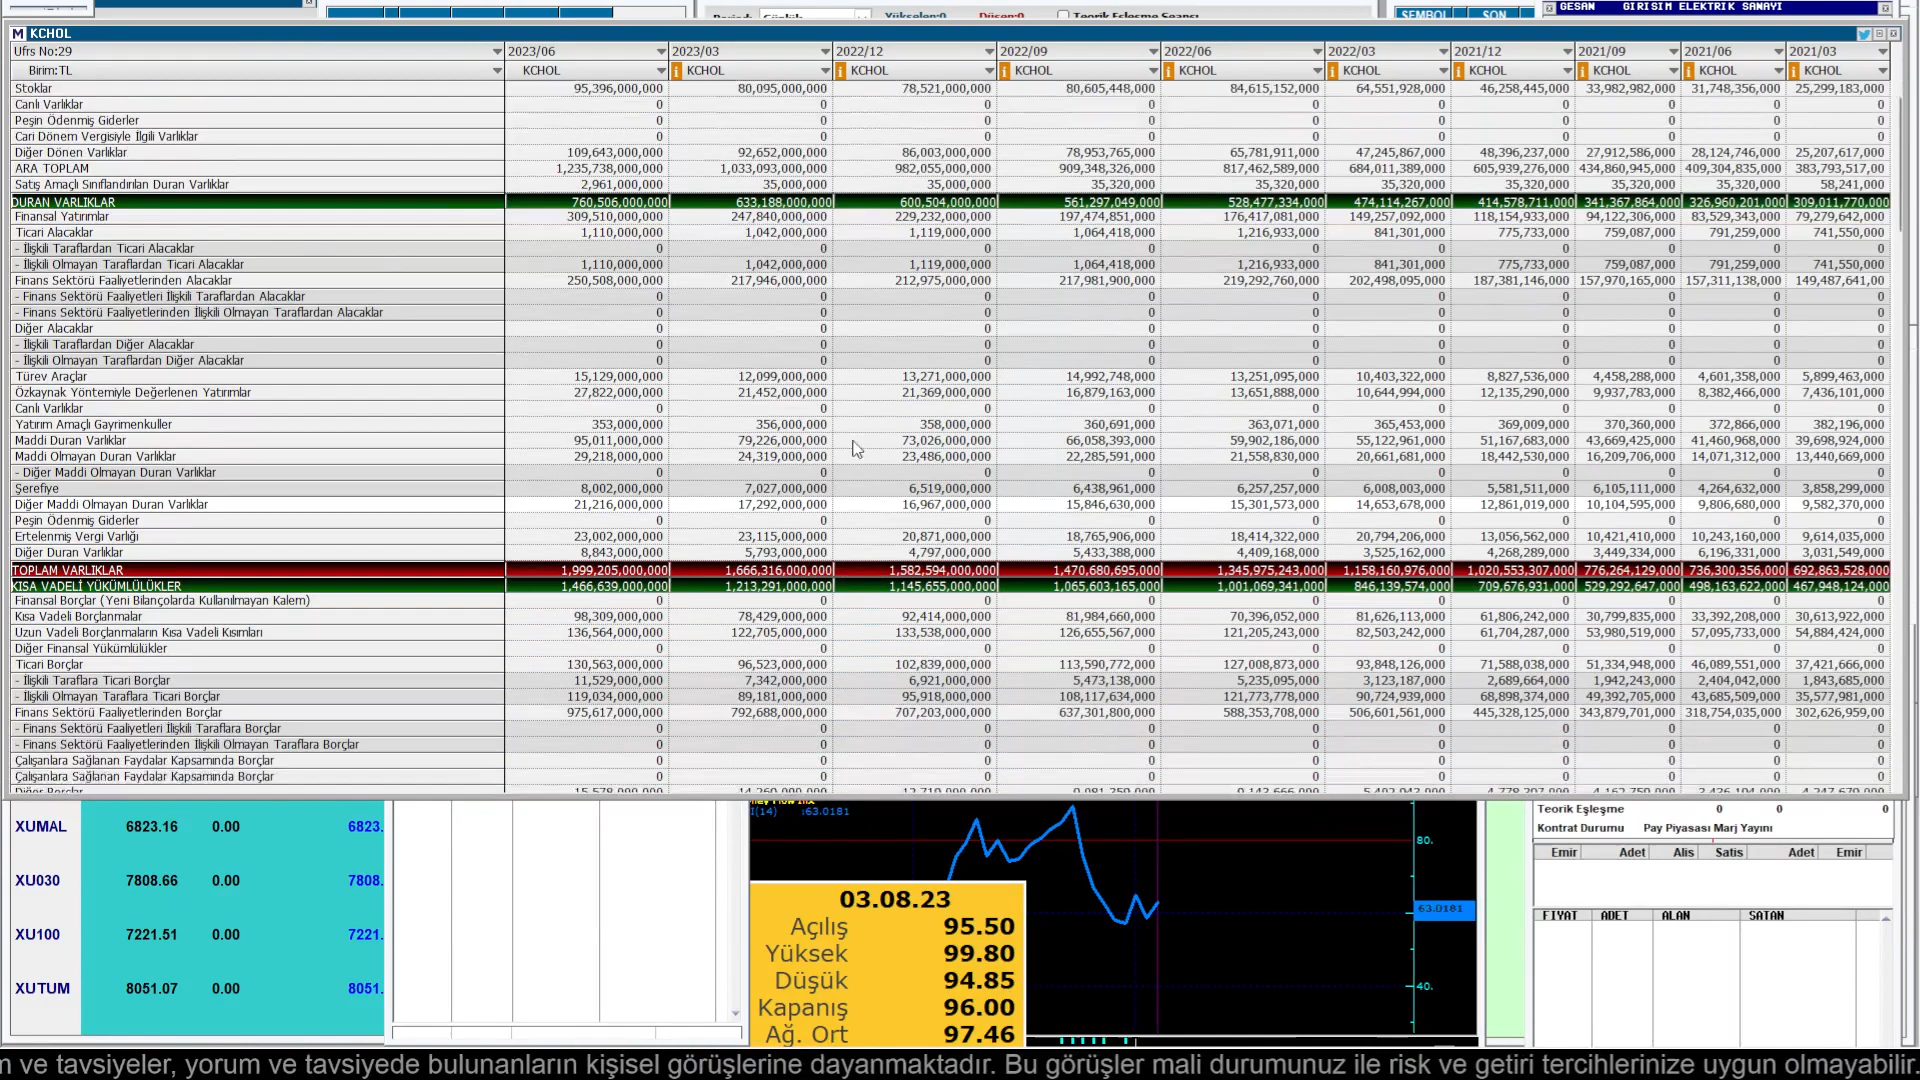 SEMBOL SON GESAN GIRISIM ELEKTRIK SANAYI
M KCHOL
Ufrs No:29 2023/06 2023/03 2022/12 2022/09 2022/06 2022/03 2021/12 2021/09 2021/06 2021/03
Birim:TL KCHOL KCHOL KCHOL KCHOL KCHOL KCHOL KCHOL KCHOL KCHOL KCHOL
Stoklar 95,396,000,000 80,095,000,000 78,521,000,000 80,605,448,000 84,615,152,000 64,551,928,000 46,258,445,000 33,982,982,000 31,748,356,000 25,299,183,000
Canlı Varlıklar 0 0 0 0 0 0 0 0 0 0
Peşin Ödenmiş Giderler 0 0 0 0 0 0 0 0 0 0
Cari Dönem Vergisiyle İlgili Varlıklar 0 0 0 0 0 0 0 0 0 0
Diğer Dönen Varlıklar 109,643,000,000 92,652,000,000 86,003,000,000 78,953,765,000 65,781,911,000 47,245,867,000 48,396,237,000 27,912,586,000 28,124,746,000 25,207,617,000
ARA TOPLAM 1,235,738,000,000 1,033,093,000,000 982,055,000,000 909,348,326,000 817,462,589,000 684,011,389,000 605,939,276,000 434,860,945,000 409,304,835,000 383,793,517,00
Satış Amaçlı Sınıflandırılan Duran Varlıklar 2,961,000,000 35,000,000 35,000,000 35,320,000 35,320,000 35,320,000 35,320,000 35,320,000 35,320,000 58,241,000
DURAN VARLIKLAR 760,506,000,000 633,188,000,000 600,504,000,000 561,297,049,000 528,477,334,000 474,114,267,000 414,578,711,000 341,367,864,000 326,960,201,000 309,011,770,000
Finansal Yatırımlar 309,510,000,000 247,840,000,000 229,232,000,000 197,474,851,000 176,417,081,000 149,257,092,000 118,154,933,000 94,122,306,000 83,529,343,000 79,279,642,000
Ticari Alacaklar 1,110,000,000 1,042,000,000 1,119,000,000 1,064,418,000 1,216,933,000 841,301,000 775,733,000 759,087,000 791,259,000 741,550,000
- İlişkili Taraflardan Ticari Alacaklar 0 0 0 0 0 0 0 0 0 0
- İlişkili Olmayan Taraflardan Ticari Alacaklar 1,110,000,000 1,042,000,000 1,119,000,000 1,064,418,000 1,216,933,000 841,301,000 775,733,000 759,087,000 791,259,000 741,550,000
Finans Sektörü Faaliyetlerinden Alacaklar 250,508,000,000 217,946,000,000 212,975,000,000 217,981,900,000 219,292,760,000 202,498,095,000 187,381,146,000 157,970,165,000 157,311,138,000 149,487,641,00
- Finans Sektörü Faaliyetleri İlişkili Taraflardan Alacaklar 0 0 0 0 0 0 0 0 0 0
- Finans Sektörü Faaliyetlerinden İlişkili Olmayan Taraflardan Alacaklar 0 0 0 0 0 0 0 0 0 0
Diğer Alacaklar 0 0 0 0 0 0 0 0 0 0
- İlişkili Taraflardan Diğer Alacaklar 0 0 0 0 0 0 0 0 0 0
- İlişkili Olmayan Taraflardan Diğer Alacaklar 0 0 0 0 0 0 0 0 0 0
Türev Araçlar 15,129,000,000 12,099,000,000 13,271,000,000 14,992,748,000 13,251,095,000 10,403,322,000 8,827,536,000 4,458,288,000 4,601,358,000 5,899,463,000
Özkaynak Yöntemiyle Değerlenen Yatırımlar 27,822,000,000 21,452,000,000 21,369,000,000 16,879,163,000 13,651,888,000 10,644,994,000 12,135,290,000 9,937,783,000 8,382,466,000 7,436,101,000
Canlı Varlıklar 0 0 0 0 0 0 0 0 0 0
Yatırım Amaçlı Gayrimenkuller 353,000,000 356,000,000 358,000,000 360,691,000 363,071,000 365,453,000 369,009,000 370,360,000 372,866,000 382,196,000
Maddi Duran Varlıklar 95,011,000,000 79,226,000,000 73,026,000,000 66,058,393,000 59,902,186,000 55,122,961,000 51,167,683,000 43,669,425,000 41,460,968,000 39,698,924,000
Maddi Olmayan Duran Varlıklar 29,218,000,000 24,319,000,000 23,486,000,000 22,285,591,000 21,558,830,000 20,661,681,000 18,442,530,000 16,209,706,000 14,071,312,000 13,440,669,000
- Diğer Maddi Olmayan Duran Varlıklar 0 0 0 0 0 0 0 0 0 0
Şerefiye 8,002,000,000 7,027,000,000 6,519,000,000 6,438,961,000 6,257,257,000 6,008,003,000 5,581,511,000 6,105,111,000 4,264,632,000 3,858,299,000
Diğer Maddi Olmayan Duran Varlıklar 21,216,000,000 17,292,000,000 16,967,000,000 15,846,630,000 15,301,573,000 14,653,678,000 12,861,019,000 10,104,595,000 9,806,680,000 9,582,370,000
Peşin Ödenmiş Giderler 0 0 0 0 0 0 0 0 0 0
Ertelenmiş Vergi Varlığı 23,002,000,000 23,115,000,000 20,871,000,000 18,765,906,000 18,414,322,000 20,794,206,000 13,056,562,000 10,421,410,000 10,243,160,000 9,614,035,000
Diğer Duran Varlıklar 8,843,000,000 5,793,000,000 4,797,000,000 5,433,388,000 4,409,168,000 3,525,162,000 4,268,289,000 3,449,334,000 6,196,331,000 3,031,549,000
TOPLAM VARLIKLAR 1,999,205,000,000 1,666,316,000,000 1,582,594,000,000 1,470,680,695,000 1,345,975,243,000 1,158,160,976,000 1,020,553,307,000 776,264,129,000 736,300,356,000 692,863,528,000
KISA VADELİ YÜKÜMLÜLÜKLER 1,466,639,000,000 1,213,291,000,000 1,145,655,000,000 1,065,603,165,000 1,001,069,341,000 846,139,574,000 709,676,931,000 529,292,647,000 498,163,622,000 467,948,124,000
Finansal Borçlar (Yeni Bilançolarda Kullanılmayan Kalem) 0 0 0 0 0 0 0 0 0 0
Kısa Vadeli Borçlanmalar 98,309,000,000 78,429,000,000 92,414,000,000 81,984,660,000 70,396,052,000 81,626,113,000 61,806,242,000 30,799,835,000 33,392,208,000 30,613,922,000
Uzun Vadeli Borçlanmaların Kısa Vadeli Kısımları 136,564,000,000 122,705,000,000 133,538,000,000 126,655,567,000 121,205,243,000 82,503,242,000 61,704,287,000 53,980,519,000 57,095,733,000 54,884,424,000
Diğer Finansal Yükümlülükler 0 0 0 0 0 0 0 0 0 0
Ticari Borçlar 130,563,000,000 96,523,000,000 102,839,000,000 113,590,772,000 127,008,873,000 93,848,126,000 71,588,038,000 51,334,948,000 46,089,551,000 37,421,666,000
- İlişkili Taraflara Ticari Borçlar 11,529,000,000 7,342,000,000 6,921,000,000 5,473,138,000 5,235,095,000 3,123,187,000 2,689,664,000 1,942,243,000 2,404,042,000 1,843,685,000
- İlişkili Olmayan Taraflara Ticari Borçlar 119,034,000,000 89,181,000,000 95,918,000,000 108,117,634,000 121,773,778,000 90,724,939,000 68,898,374,000 49,392,705,000 43,685,509,000 35,577,981,000
Finans Sektörü Faaliyetlerinden Borçlar 975,617,000,000 792,688,000,000 707,203,000,000 637,301,800,000 588,353,708,000 506,601,561,000 445,328,125,000 343,879,701,000 318,754,035,000 302,626,959,00
- Finans Sektörü Faaliyetleri İlişkili Taraflara Borçlar 0 0 0 0 0 0 0 0 0 0
- Finans Sektörü Faaliyetlerinden İlişkili Olmayan Taraflara Borçlar 0 0 0 0 0 0 0 0 0 0
Çalışanlara Sağlanan Faydalar Kapsamında Borçlar 0 0 0 0 0 0 0 0 0 0
Çalışanlara Sağlanan Faydalar Kapsamında Borçlar 0 0 0 0 0 0 0 0 0 0
XUMAL 6823.16 0.00 6823.
XU030 7808.66 0.00 7808.
XU100 7221.51 0.00 7221.
XUTUM 8051.07 0.00 8051.
I(14) :63.0181
80.
63.0181
40.
03.08.23
Açılış 95.50
Yüksek 99.80
Düşük 94.85
Kapanış 96.00
Ağ. Ort 97.46
Teorik Eşleşme 0 0 0
Kontrat Durumu Pay Piyasası Marj Yayını
Emir Adet Alis Satis Adet Emir
FIYAT ADET ALAN SATAN
m ve tavsiyeler, yorum ve tavsiyede bulunanların kişisel görüşlerine dayanmaktadır. Bu görüşler mali durumunuz ile risk ve getiri tercihlerinize uygun olmayabilir.